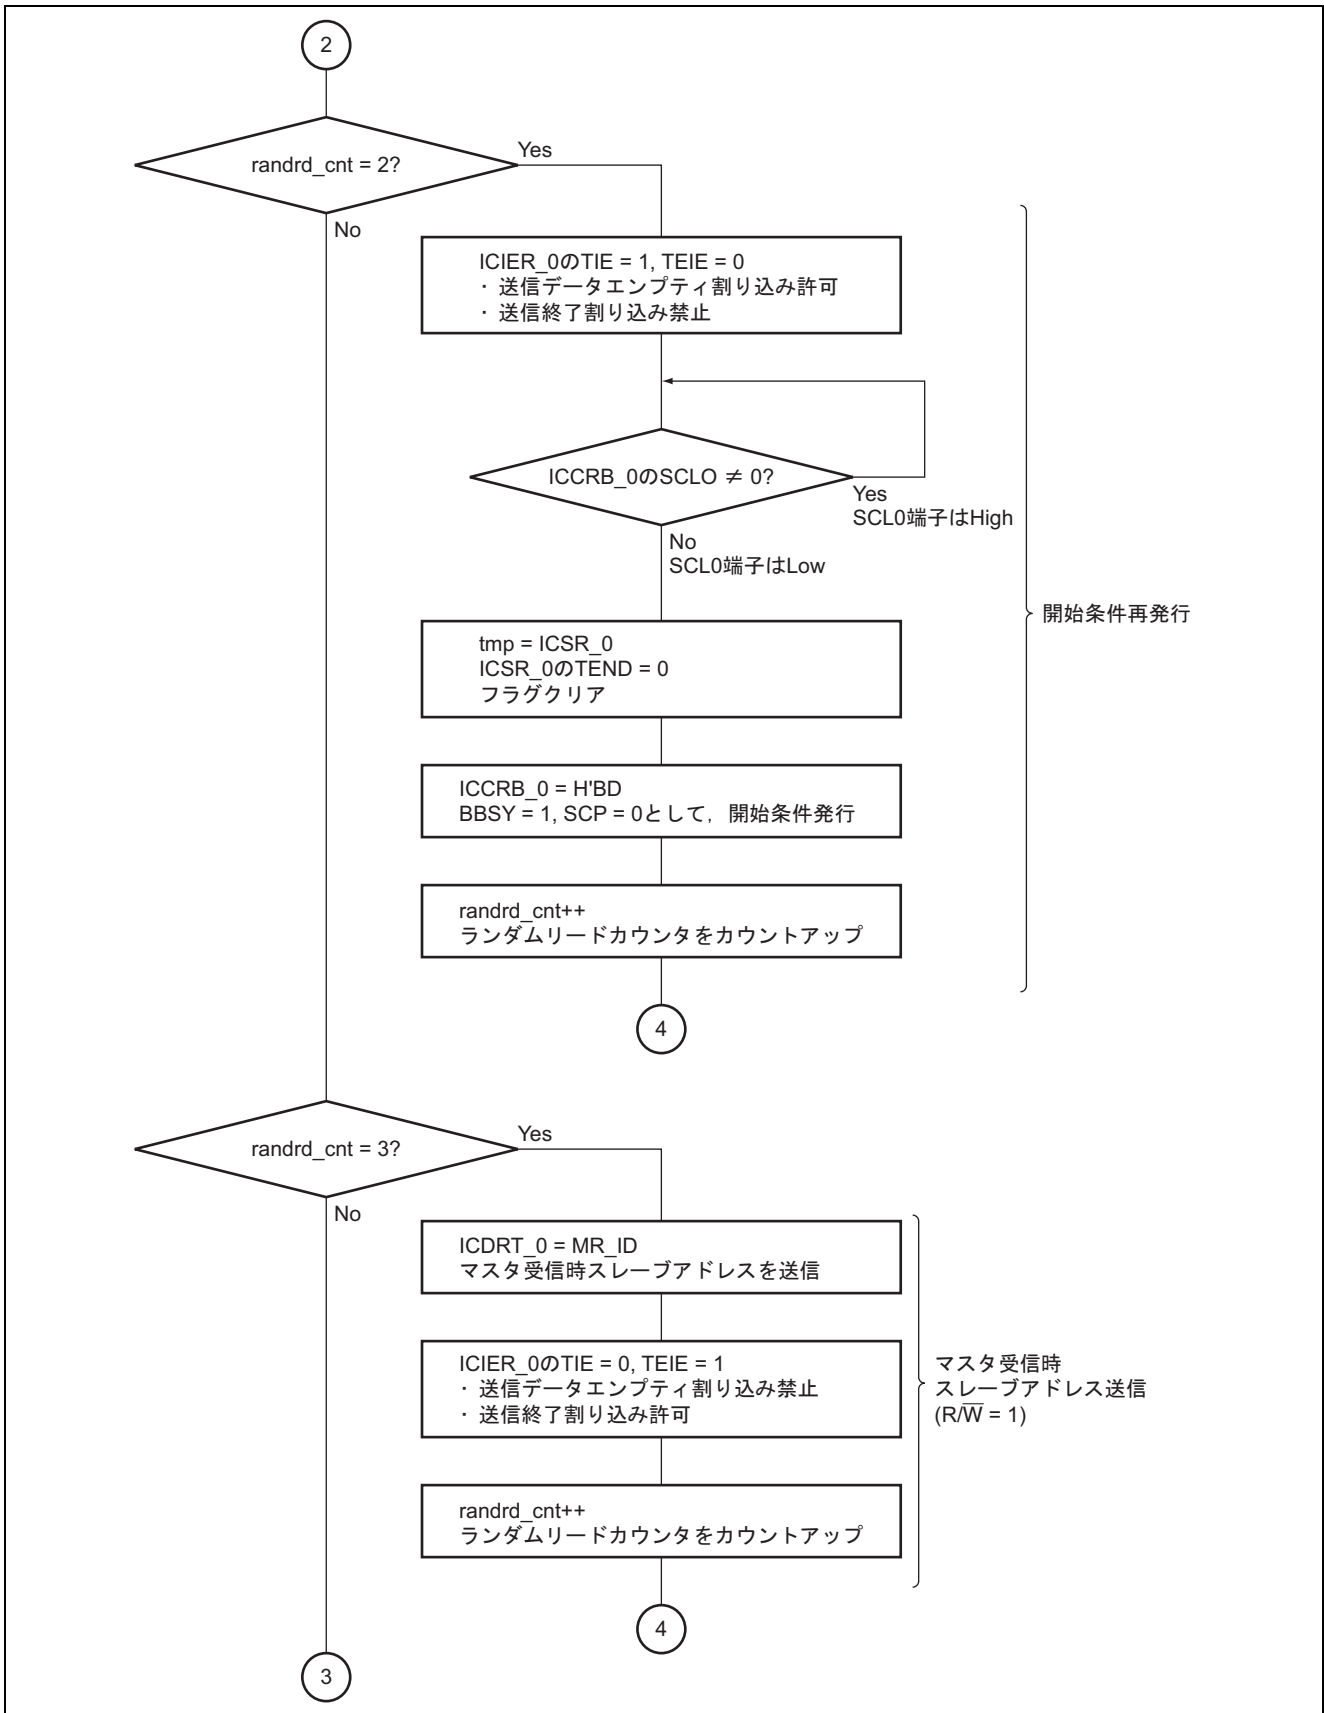 2
randrd_cnt = 2?
Yes
No
ICIER_0のTIE = 1, TEIE = 0
・送信データエンプティ割り込み許可
・送信終了割り込み禁止
ICCRB_0のSCLO ≠ 0?
Yes
SCL0端子はHigh
No
SCL0端子はLow
開始条件再発行
tmp = ICSR_0
ICSR_0のTEND = 0
フラグクリア
ICCRB_0 = H'BD
BBSY = 1, SCP = 0として，開始条件発行
randrd_cnt++
ランダムリードカウンタをカウントアップ
4
randrd_cnt = 3?
Yes
No
ICDRT_0 = MR_ID
マスタ受信時スレーブアドレスを送信
ICIER_0のTIE = 0, TEIE = 1
・送信データエンプティ割り込み禁止
・送信終了割り込み許可
マスタ受信時
スレーブアドレス送信
(R/W̅ = 1)
randrd_cnt++
ランダムリードカウンタをカウントアップ
4
3